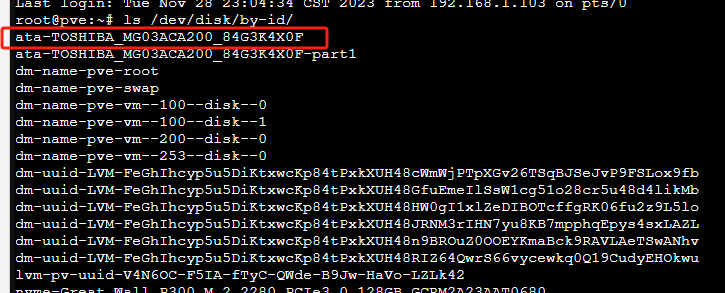 Last login: Tue Nov 28 23:04:34 CST 2023 from 192.168.1.103 on pts/0
root@pve:~# ls /dev/disk/by-id/
ata-TOSHIBA_MG03ACA200_84G3K4X0F
ata-TOSHIBA_MG03ACA200_84G3K4X0F-part1
dm-name-pve-root
dm-name-pve-swap
dm-name-pve-vm--100--disk--0
dm-name-pve-vm--100--disk--1
dm-name-pve-vm--200--disk--0
dm-name-pve-vm--253--disk--0
dm-uuid-LVM-FeGhIhcyp5u5DiKtxwcKp84tPxkXUH48cWmWjPTpXGv26TSqBJSeJvP9FSLox9fb
dm-uuid-LVM-FeGhIhcyp5u5DiKtxwcKp84tPxkXUH48GfuEmeIlSsW1cg51o28cr5u48d4likMb
dm-uuid-LVM-FeGhIhcyp5u5DiKtxwcKp84tPxkXUH48HW0gI1xlZeDIBOTcffgRK06fu2z9L5lo
dm-uuid-LVM-FeGhIhcyp5u5DiKtxwcKp84tPxkXUH48JRNM3rIHN7yu8KB7mpphqEpys4sxLAZL
dm-uuid-LVM-FeGhIhcyp5u5DiKtxwcKp84tPxkXUH48n9BROuZ0OOEYKmaBck9RAVLAeTSwANhv
dm-uuid-LVM-FeGhIhcyp5u5DiKtxwcKp84tPxkXUH48RIZ64QwrS66vycewkq0Q19CudyEHOkwu
lvm-pv-uuid-V4N6OC-F5IA-fTyC-QWde-B9Jw-HaVo-LZLk42
nvme-Great_Wall_P300_M.2_2280_PCIe3.0_128GB_GCPM2A23AAT0680